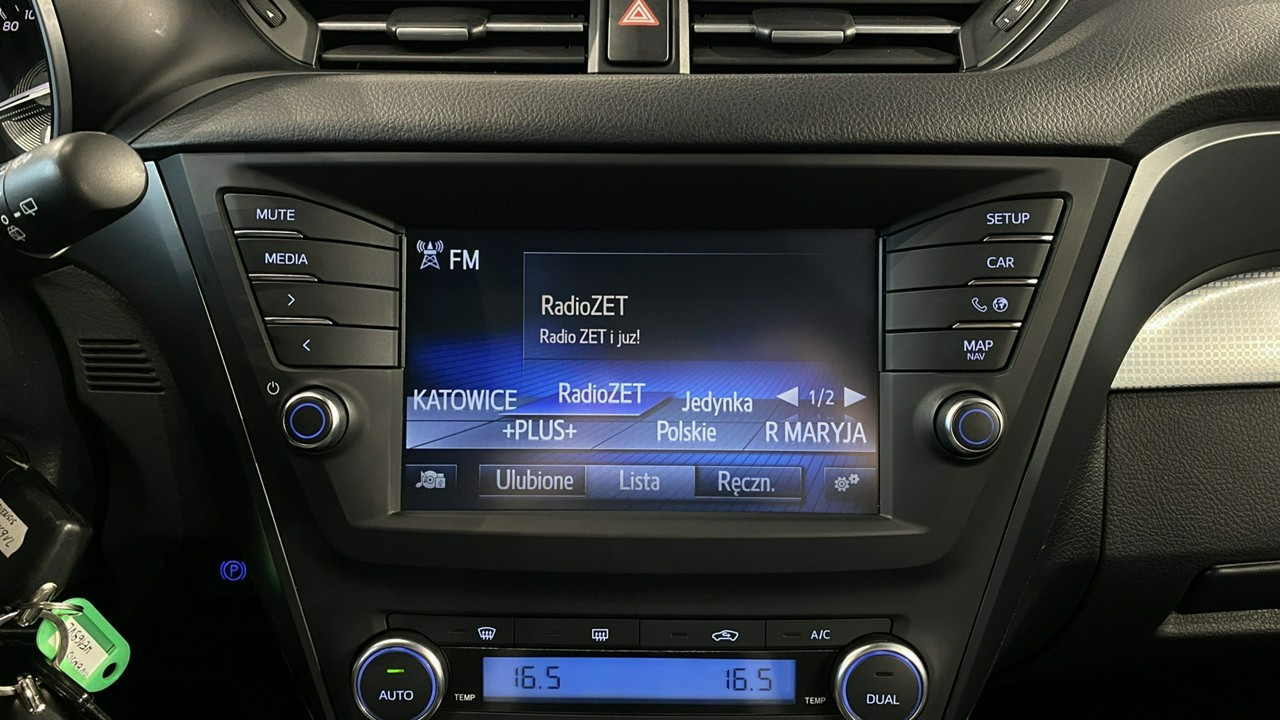 80
MUTE
MEDIA
>
<
SETUP
CAR
MAP
NAV
FM
RadioZET
Radio ZET i juz!
KATOWICE RadioZET Jedynka 1/2
+PLUS+ Polskie R MARYJA
Ulubione Lista Ręczn.
P
A/C
AUTO TEMP 16.5 16.5 TEMP DUAL